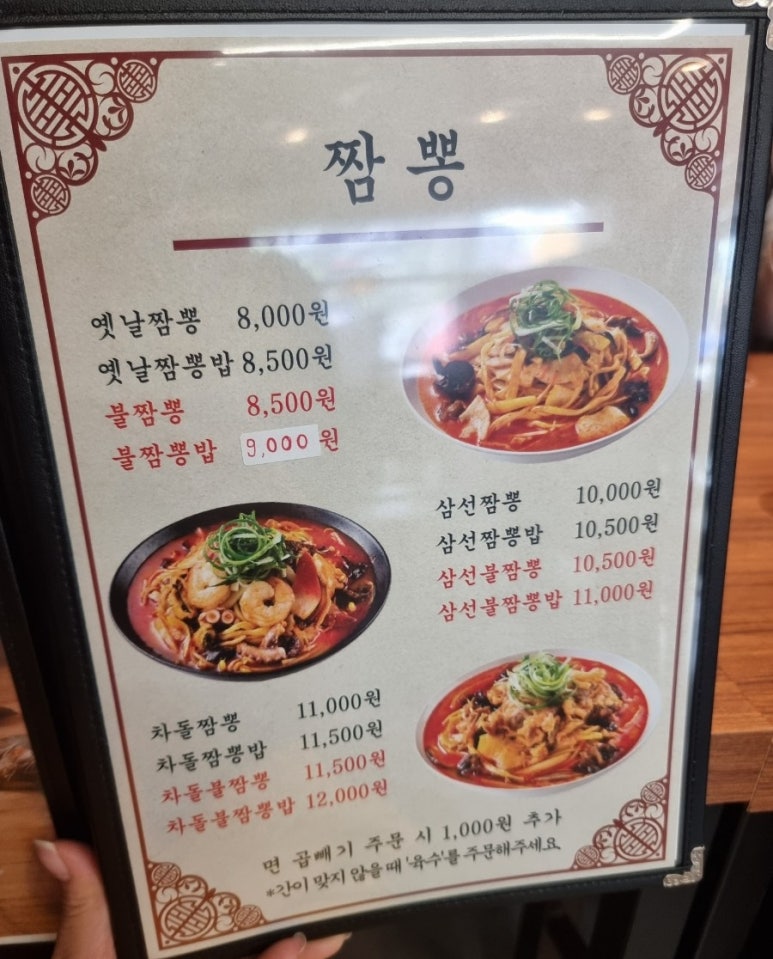 짬뽕
옛날짬뽕 8,000원
옛날짬뽕밥 8,500원
불짬뽕 8,500원
불짬뽕밥 9,000원
삼선짬뽕 10,000원
삼선짬뽕밥 10,500원
삼선불짬뽕 10,500원
삼선불짬뽕밥 11,000원
차돌짬뽕 11,000원
차돌짬뽕밥 11,500원
차돌불짬뽕 11,500원
차돌불짬뽕밥 12,000원
면 곱빼기 주문 시 1,000원 추가
*간이 맞지 않을때 '육수'를 주문해주세요.